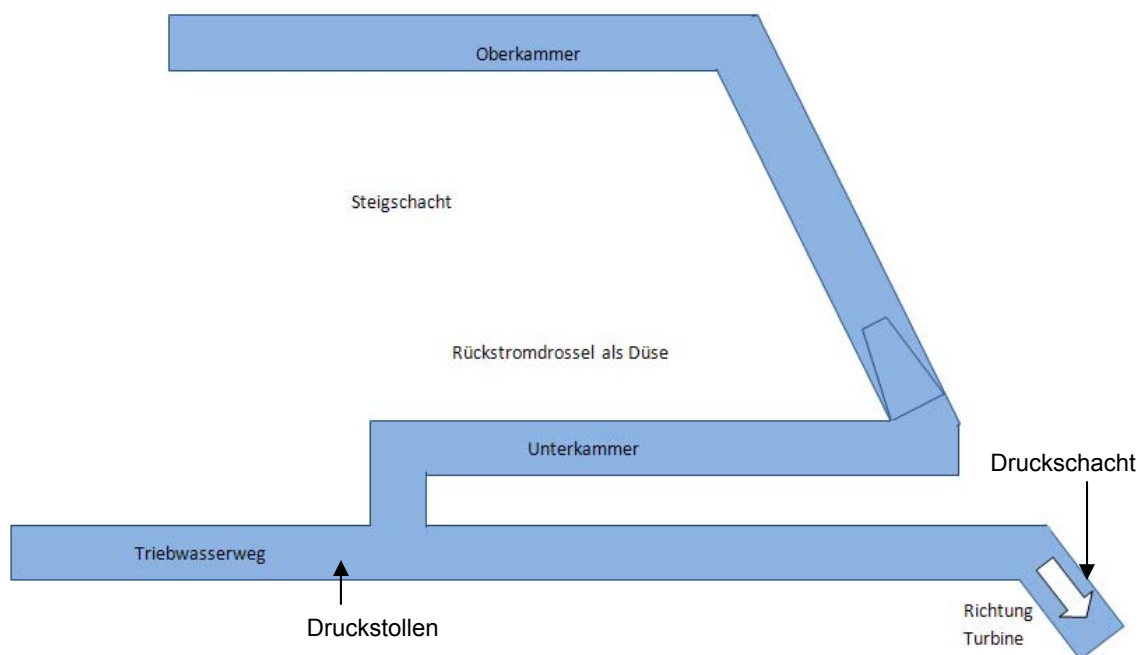 Oberkammer
Steigschacht
Rückstromdrossel als Düse
Unterkammer
Druckschacht
Triebwasserweg
Richtung
Turbine
Druckstollen